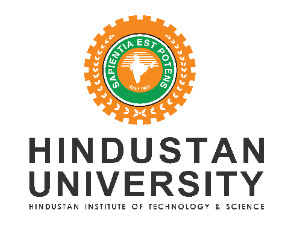 SAPIENTIA EST POTENS
HINDUSTAN
UNIVERSITY
HINDUSTAN INSTITUTE OF TECHNOLOGY & SCIENCE